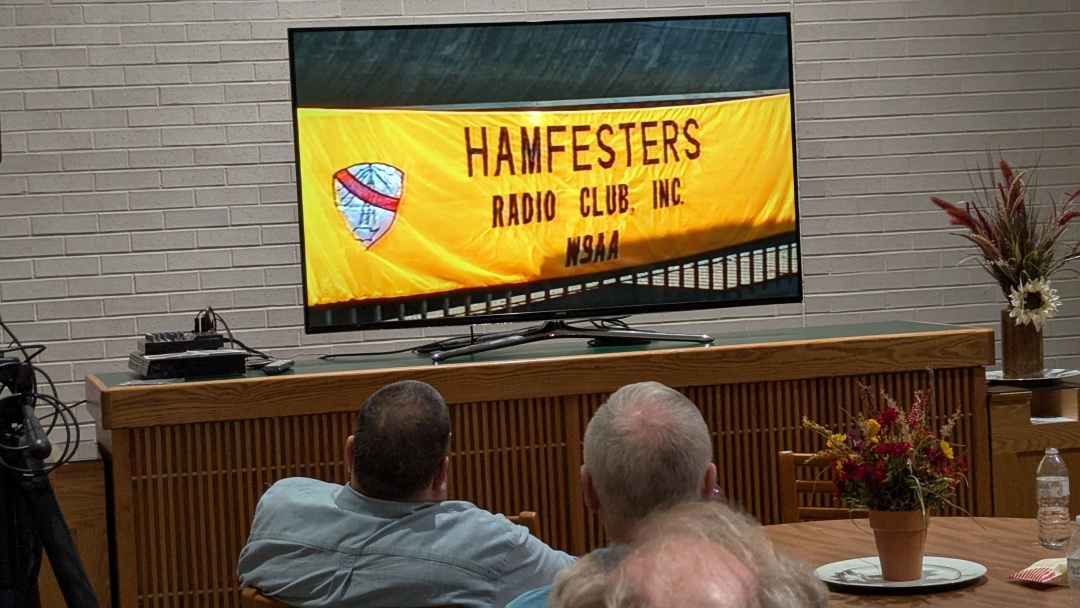 HAMFESTERS
RADIO CLUB, INC.
W9AA